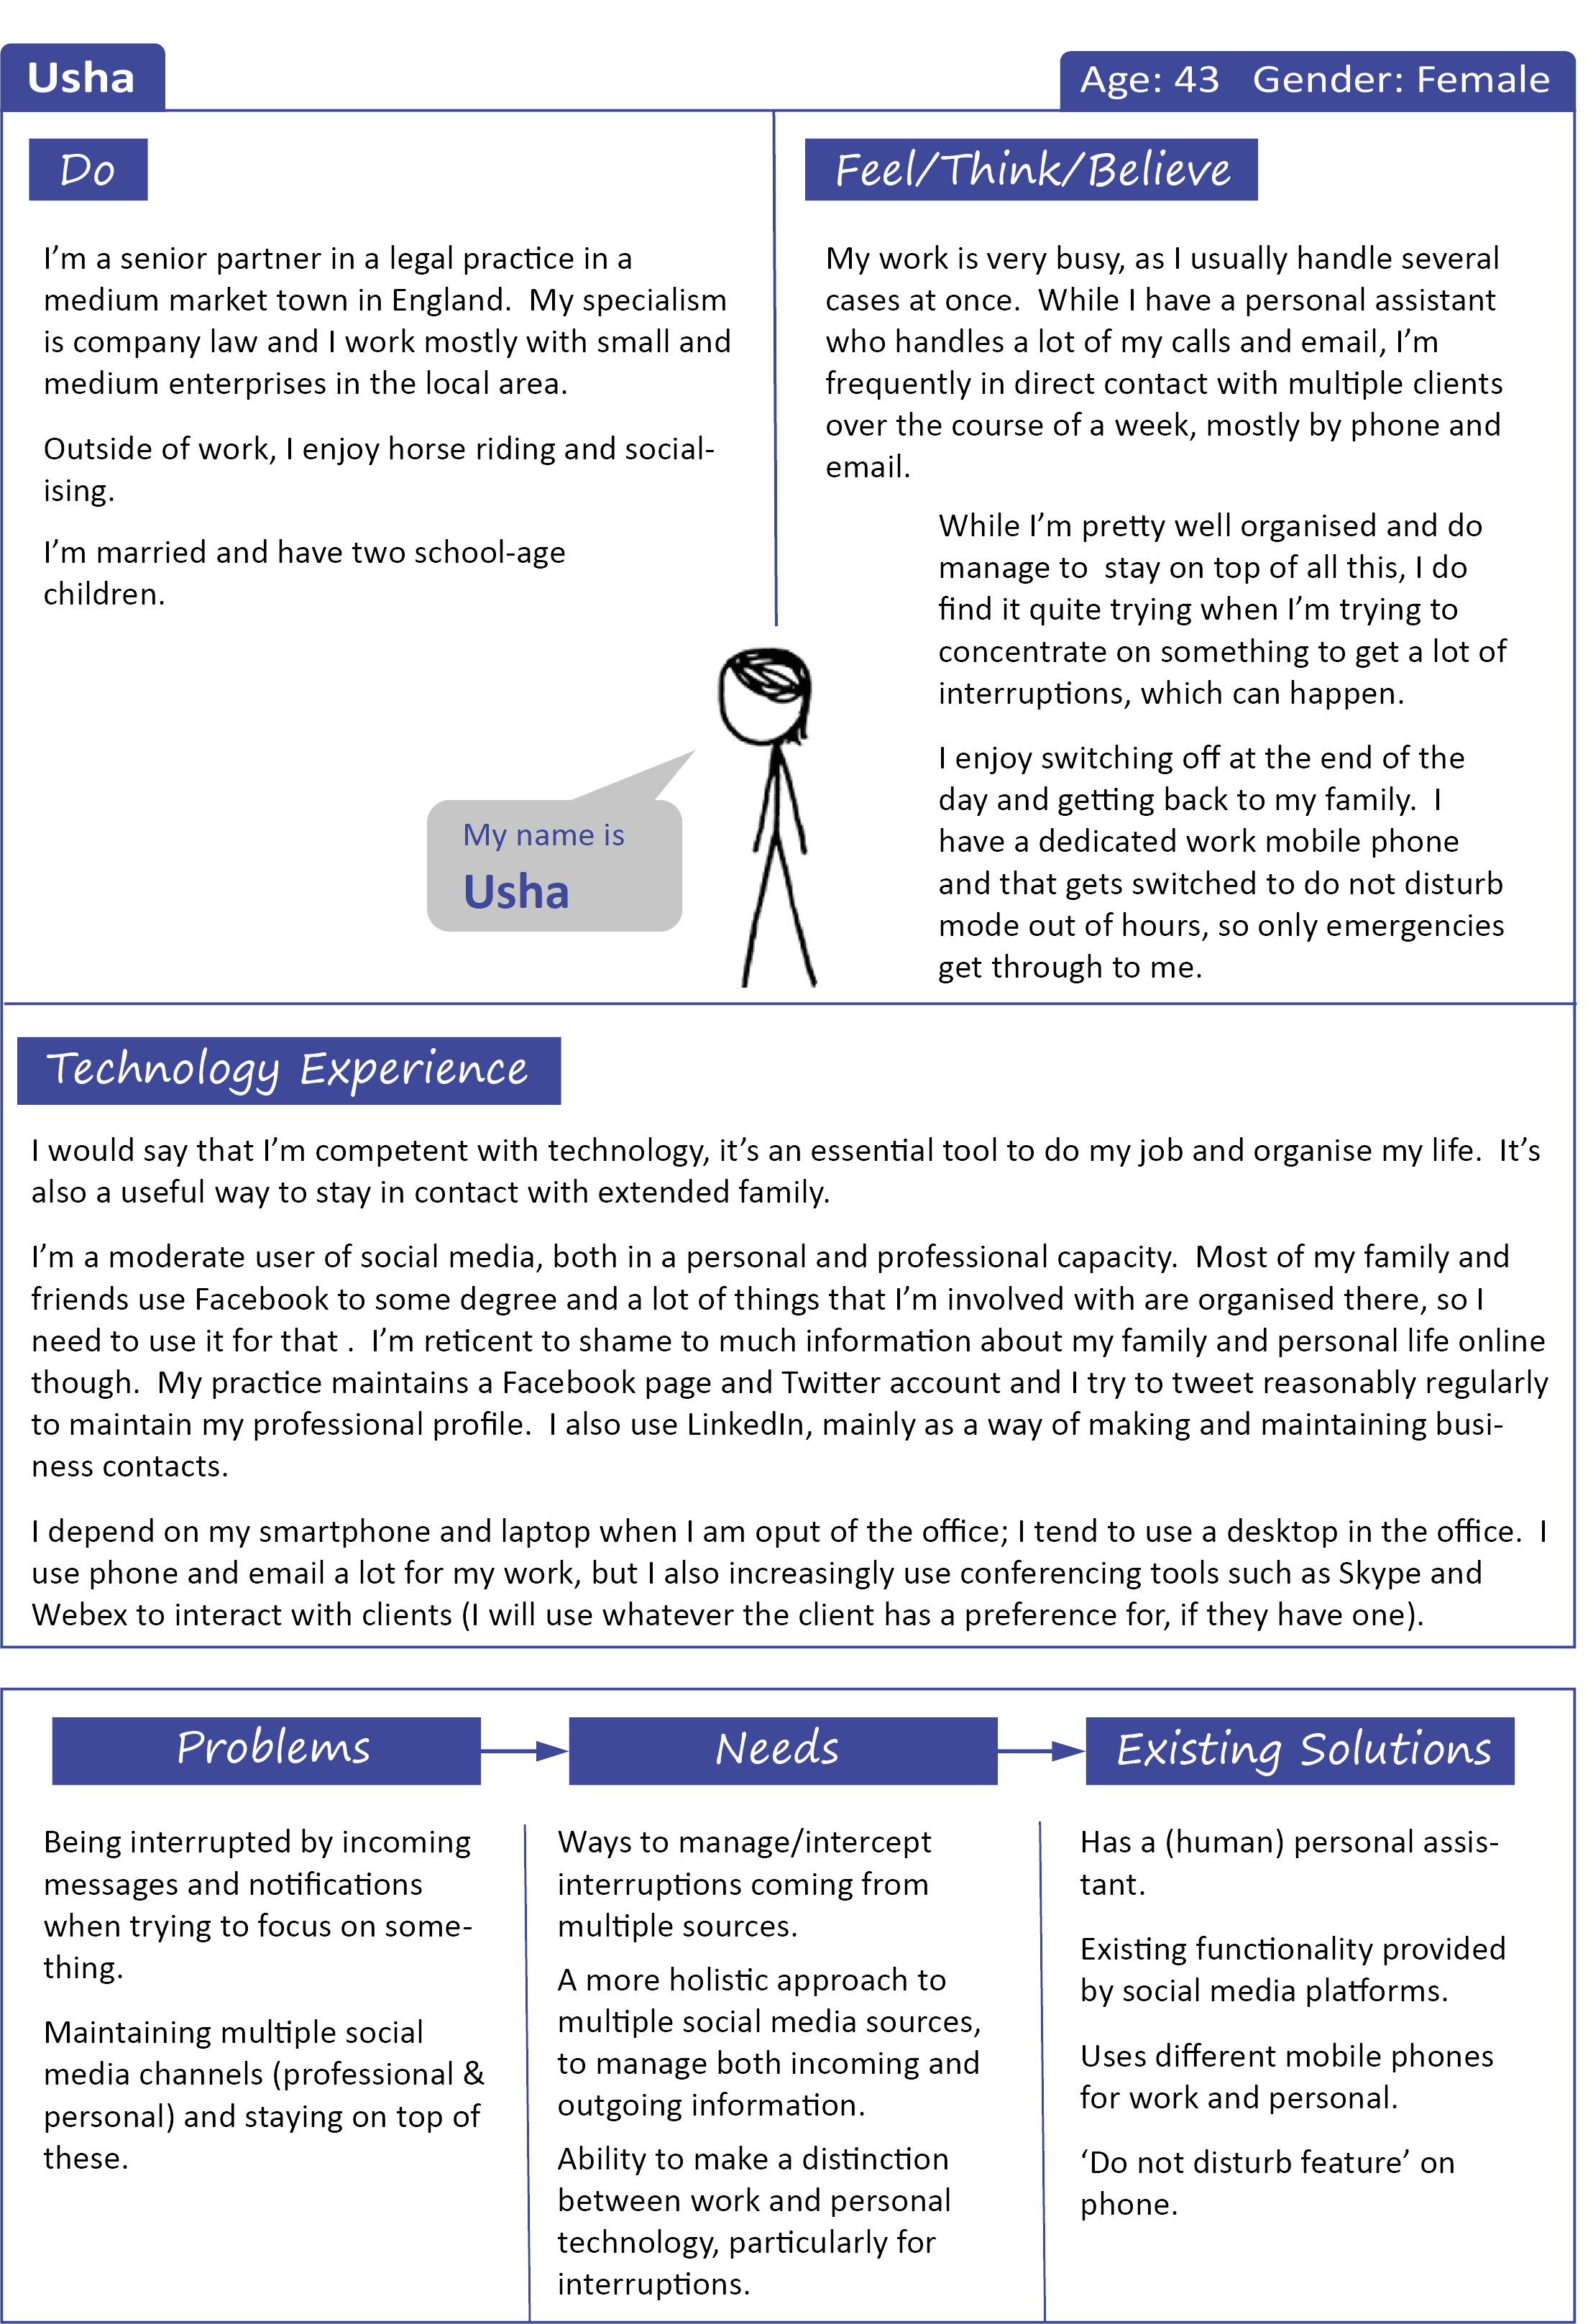 Usha
Age: 43   Gender: Female
Do
I’m a senior partner in a legal practice in a
medium market town in England.  My specialism
is company law and I work mostly with small and
medium enterprises in the local area.
Outside of work, I enjoy horse riding and social-
ising.
I’m married and have two school-age
children.
Feel/Think/Believe
My work is very busy, as I usually handle several
cases at once.  While I have a personal assistant
who handles a lot of my calls and email, I’m
frequently in direct contact with multiple clients
over the course of a week, mostly by phone and
email.
While I’m pretty well organised and do
manage to  stay on top of all this, I do
find it quite trying when I’m trying to
concentrate on something to get a lot of
interruptions, which can happen.
I enjoy switching off at the end of the
day and getting back to my family.  I
have a dedicated work mobile phone
and that gets switched to do not disturb
mode out of hours, so only emergencies
get through to me.
My name is
Usha
Technology Experience
I would say that I’m competent with technology, it’s an essential tool to do my job and organise my life.  It’s
also a useful way to stay in contact with extended family.
I’m a moderate user of social media, both in a personal and professional capacity.  Most of my family and
friends use Facebook to some degree and a lot of things that I’m involved with are organised there, so I
need to use it for that .  I’m reticent to shame to much information about my family and personal life online
though.  My practice maintains a Facebook page and Twitter account and I try to tweet reasonably regularly
to maintain my professional profile.  I also use LinkedIn, mainly as a way of making and maintaining busi-
ness contacts.
I depend on my smartphone and laptop when I am oput of the office; I tend to use a desktop in the office.  I
use phone and email a lot for my work, but I also increasingly use conferencing tools such as Skype and
Webex to interact with clients (I will use whatever the client has a preference for, if they have one).
Problems
Being interrupted by incoming
messages and notifications
when trying to focus on some-
thing.
Maintaining multiple social
media channels (professional &
personal) and staying on top of
these.
Needs
Ways to manage/intercept
interruptions coming from
multiple sources.
A more holistic approach to
multiple social media sources,
to manage both incoming and
outgoing information.
Ability to make a distinction
between work and personal
technology, particularly for
interruptions.
Existing Solutions
Has a (human) personal assis-
tant.
Existing functionality provided
by social media platforms.
Uses different mobile phones
for work and personal.
‘Do not disturb feature’ on
phone.